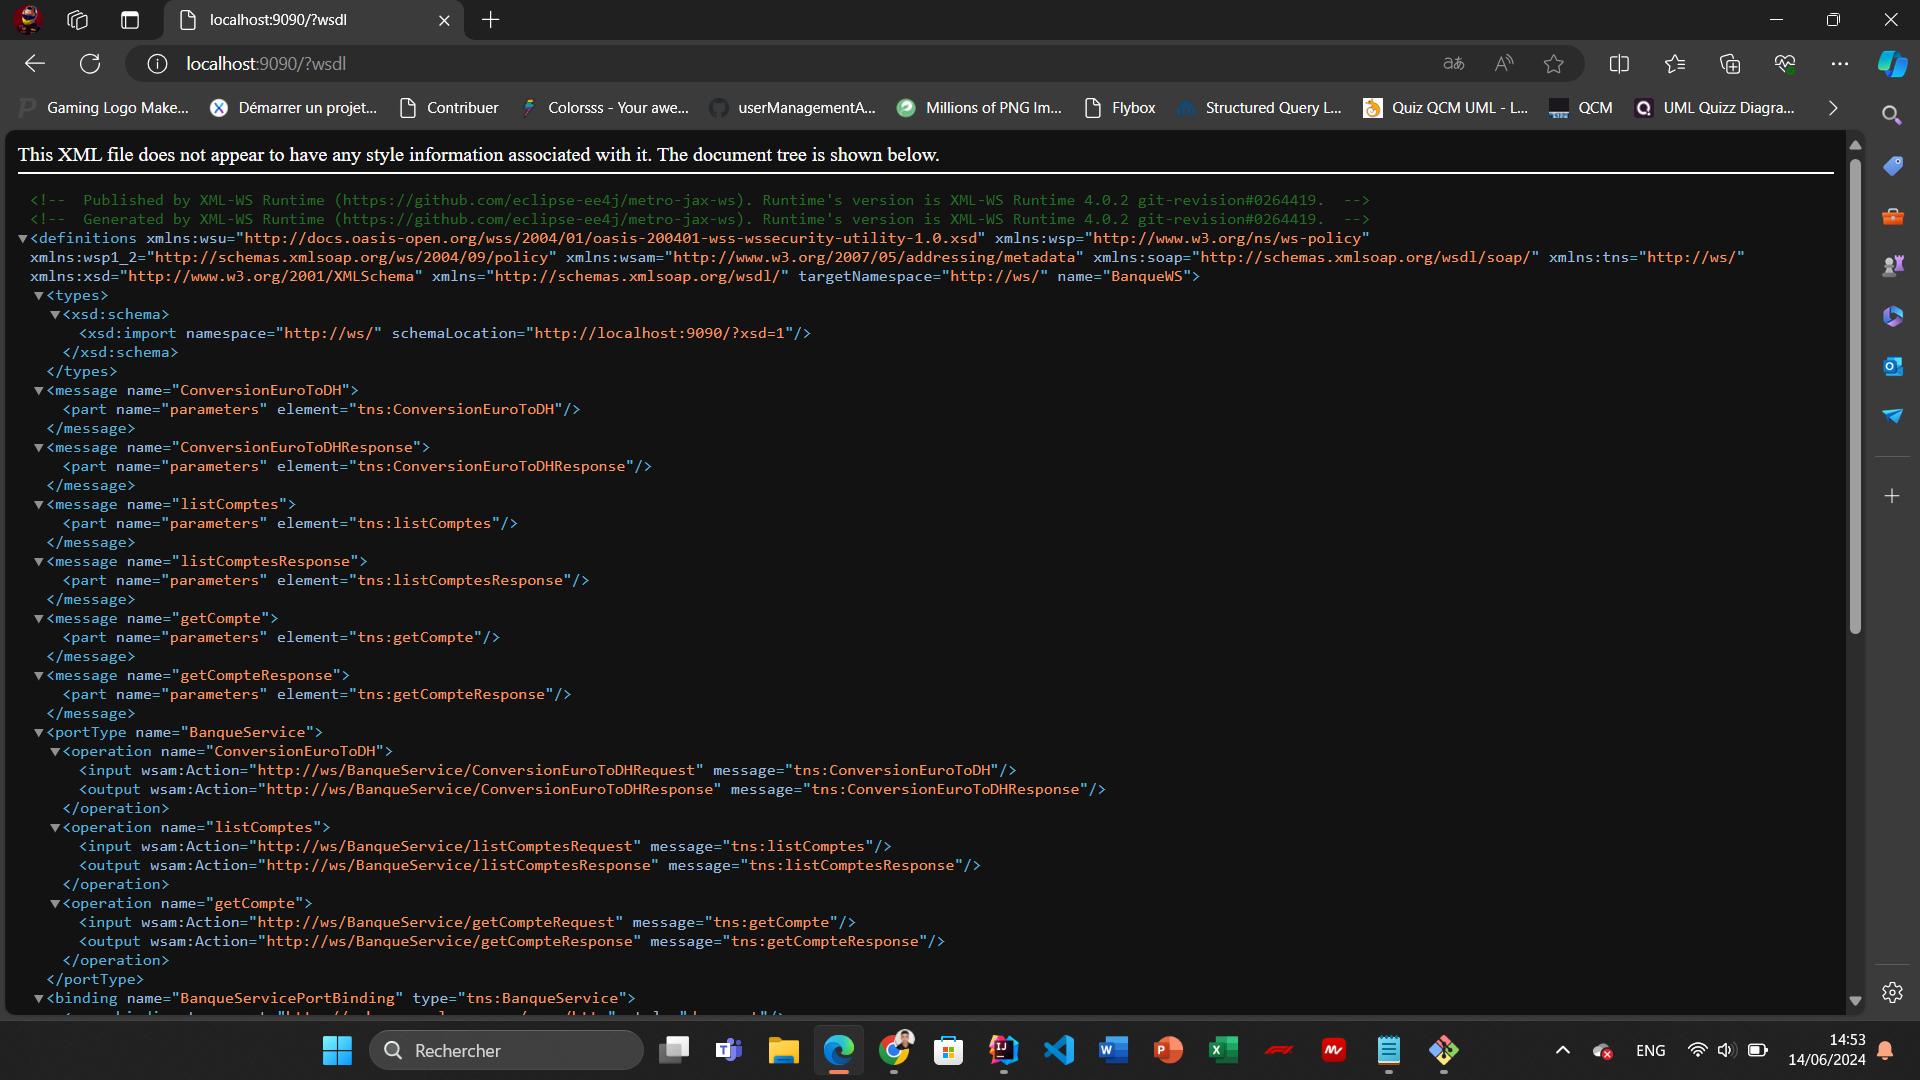 localhost:9090/?wsdl
localhost:9090/?wsdl
Gaming Logo Make...
Démarrer un projet...
Contribuer
Colorsss - Your awe...
userManagementA...
Millions of PNG Im...
Flybox
Structured Query L...
Quiz QCM UML - L...
QCM
UML Quizz Diagra...
This XML file does not appear to have any style information associated with it. The document tree is shown below.
<!-- Published by XML-WS Runtime (https://github.com/eclipse-ee4j/metro-jax-ws). Runtime's version is XML-WS Runtime 4.0.2 git-revision#0264419. -->
<!-- Generated by XML-WS Runtime (https://github.com/eclipse-ee4j/metro-jax-ws). Runtime's version is XML-WS Runtime 4.0.2 git-revision#0264419. -->
<definitions xmlns:wsu="http://docs.oasis-open.org/wss/2004/01/oasis-200401-wss-wssecurity-utility-1.0.xsd" xmlns:wsp="http://www.w3.org/ns/ws-policy"
xmlns:wsp1_2="http://schemas.xmlsoap.org/ws/2004/09/policy" xmlns:wsam="http://www.w3.org/2007/05/addressing/metadata" xmlns:soap="http://schemas.xmlsoap.org/wsdl/soap/" xmlns:tns="http://ws/"
xmlns:xsd="http://www.w3.org/2001/XMLSchema" xmlns="http://schemas.xmlsoap.org/wsdl/" targetNamespace="http://ws/" name="BanqueWS">
<types>
<xsd:schema>
<xsd:import namespace="http://ws/" schemaLocation="http://localhost:9090/?xsd=1"/>
</xsd:schema>
</types>
<message name="ConversionEuroToDH">
<part name="parameters" element="tns:ConversionEuroToDH"/>
</message>
<message name="ConversionEuroToDHResponse">
<part name="parameters" element="tns:ConversionEuroToDHResponse"/>
</message>
<message name="listComptes">
<part name="parameters" element="tns:listComptes"/>
</message>
<message name="listComptesResponse">
<part name="parameters" element="tns:listComptesResponse"/>
</message>
<message name="getCompte">
<part name="parameters" element="tns:getCompte"/>
</message>
<message name="getCompteResponse">
<part name="parameters" element="tns:getCompteResponse"/>
</message>
<portType name="BanqueService">
<operation name="ConversionEuroToDH">
<input wsam:Action="http://ws/BanqueService/ConversionEuroToDHRequest" message="tns:ConversionEuroToDH"/>
<output wsam:Action="http://ws/BanqueService/ConversionEuroToDHResponse" message="tns:ConversionEuroToDHResponse"/>
</operation>
<operation name="listComptes">
<input wsam:Action="http://ws/BanqueService/listComptesRequest" message="tns:listComptes"/>
<output wsam:Action="http://ws/BanqueService/listComptesResponse" message="tns:listComptesResponse"/>
</operation>
<operation name="getCompte">
<input wsam:Action="http://ws/BanqueService/getCompteRequest" message="tns:getCompte"/>
<output wsam:Action="http://ws/BanqueService/getCompteResponse" message="tns:getCompteResponse"/>
</operation>
</portType>
<binding name="BanqueServicePortBinding" type="tns:BanqueService">
Rechercher
ENG
14:53
14/06/2024